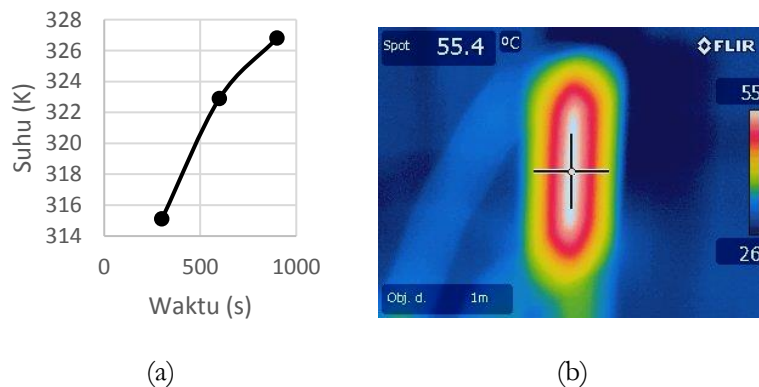 328
326
324
322
320
318
316
314
Suhu (K)
0
500
1000
Waktu (s)
(a)
Spot 55.4 °C
FLIR
55
26
Obj. d. 1m
(b)